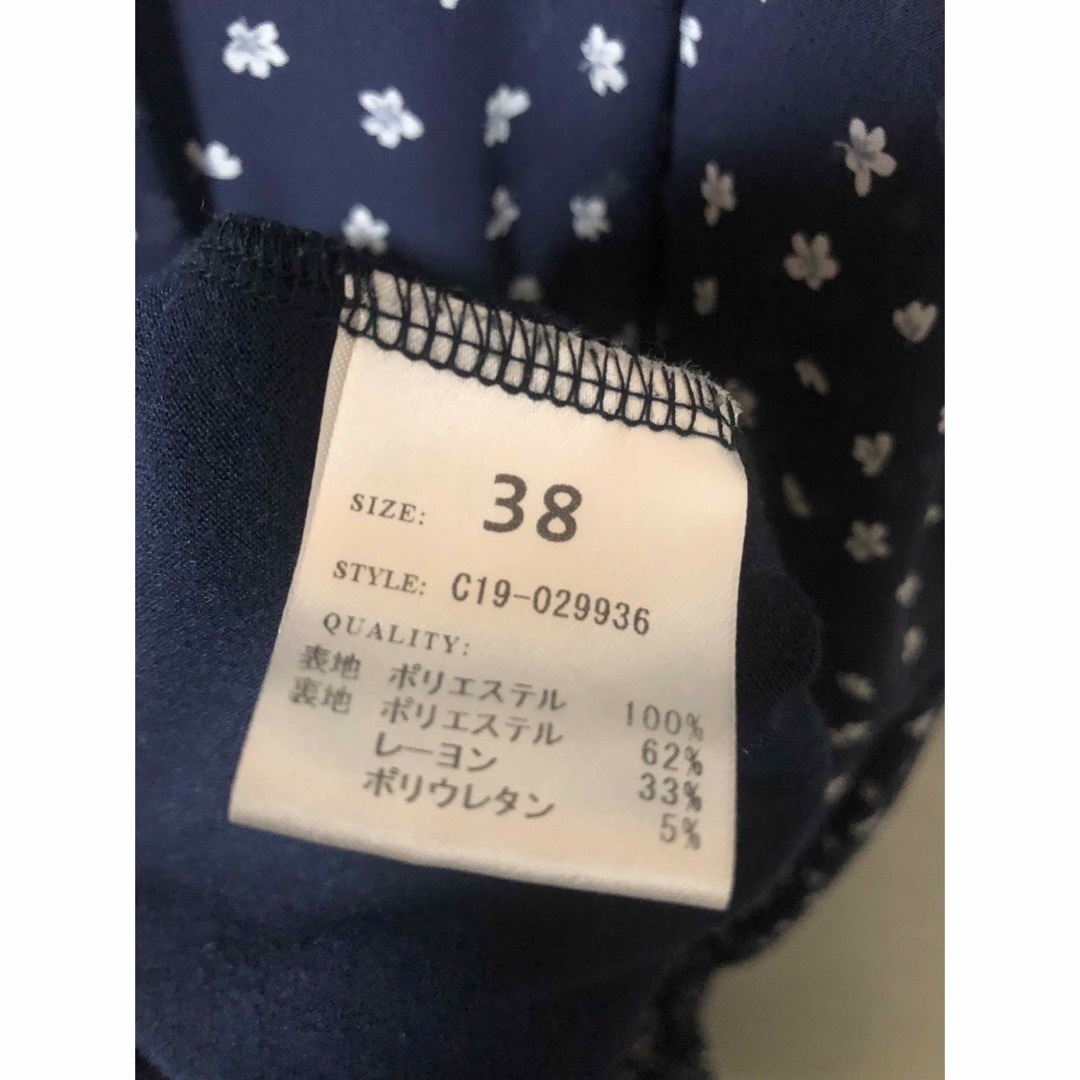 SIZE: 38
STYLE: C19-029936
QUALITY:
表地 ポリエステル 100%
裏地 ポリエステル 62%
レーヨン 33%
ポリウレタン 5%